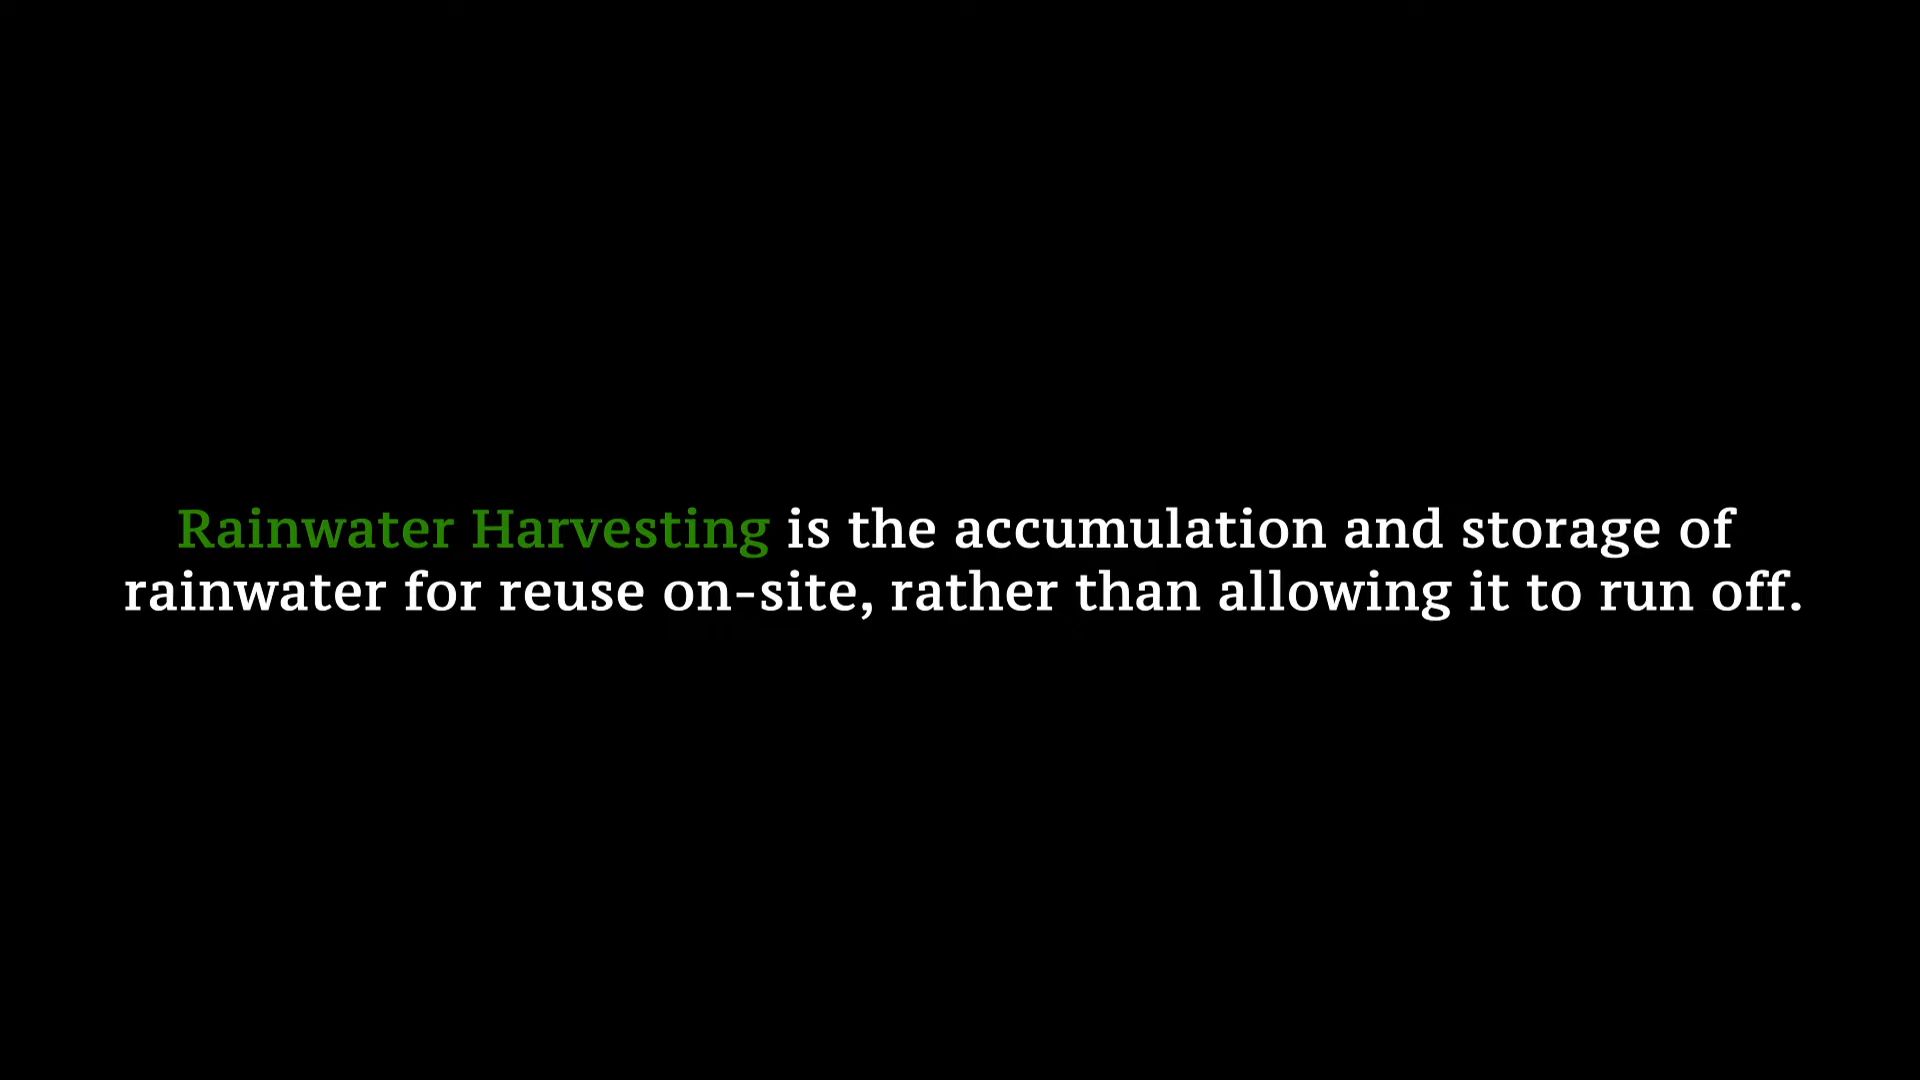 Rainwater Harvesting is the accumulation and storage of
rainwater for reuse on-site, rather than allowing it to run off.